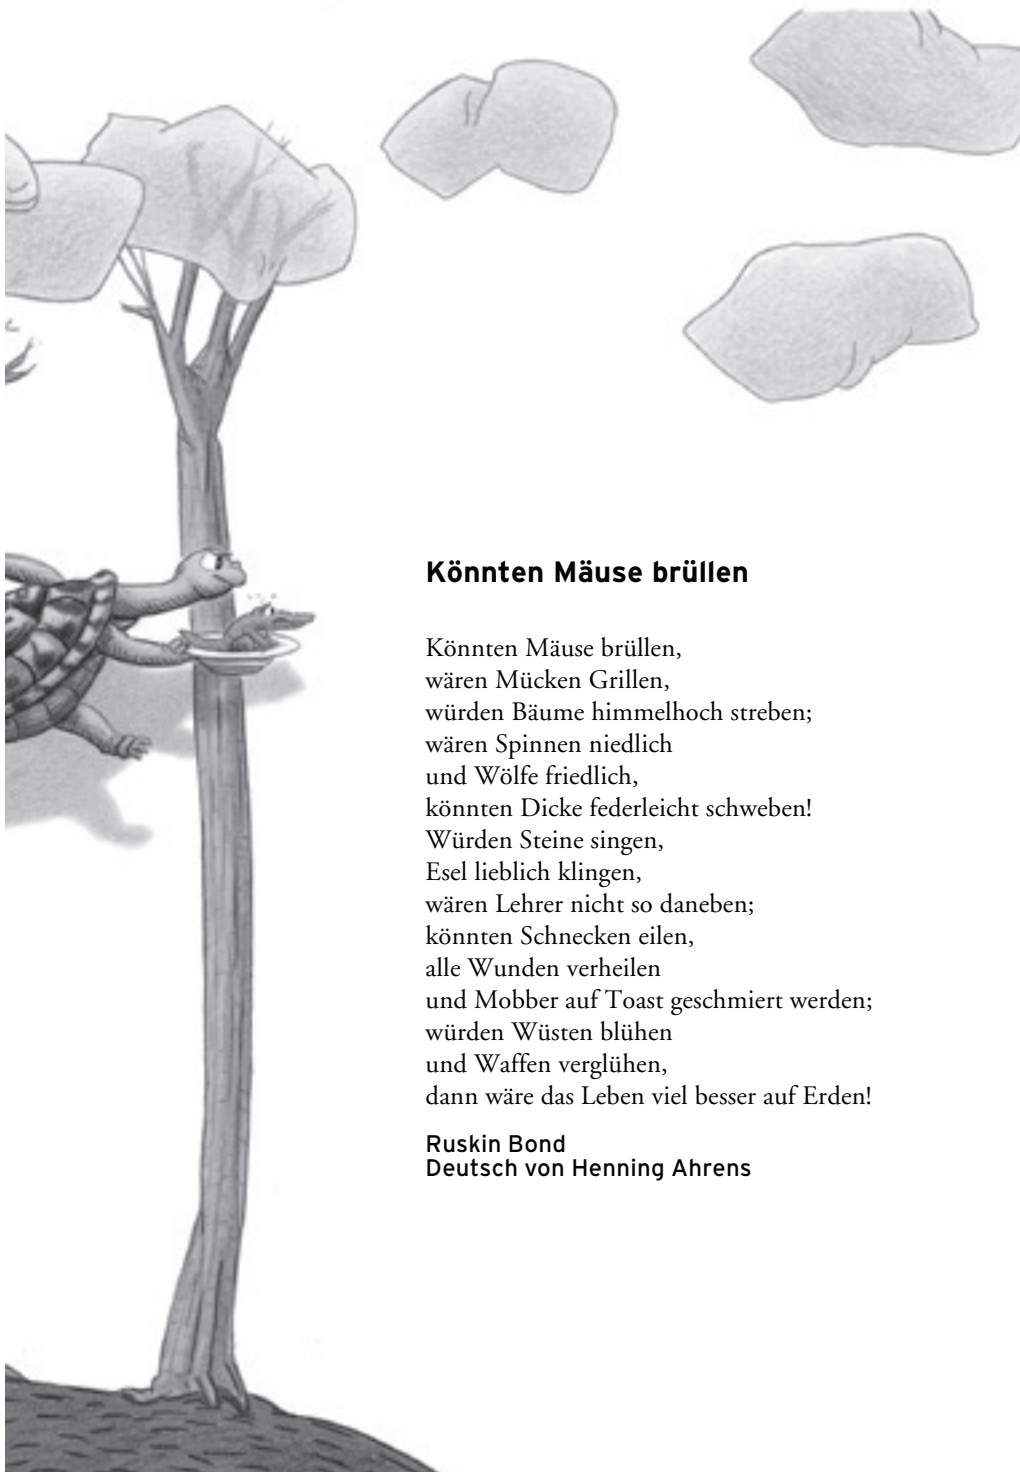 Könnten Mäuse brüllen
Könnten Mäuse brüllen,
wären Mücken Grillen,
würden Bäume himmelhoch streben;
wären Spinnen niedlich
und Wölfe friedlich,
könnten Dicke federleicht schweben!
Würden Steine singen,
Esel lieblich klingen,
wären Lehrer nicht so daneben;
könnten Schnecken eilen,
alle Wunden verheilen
und Mobber auf Toast geschmiert werden;
würden Wüsten blühen
und Waffen verglühen,
dann wäre das Leben viel besser auf Erden!
Ruskin Bond
Deutsch von Henning Ahrens